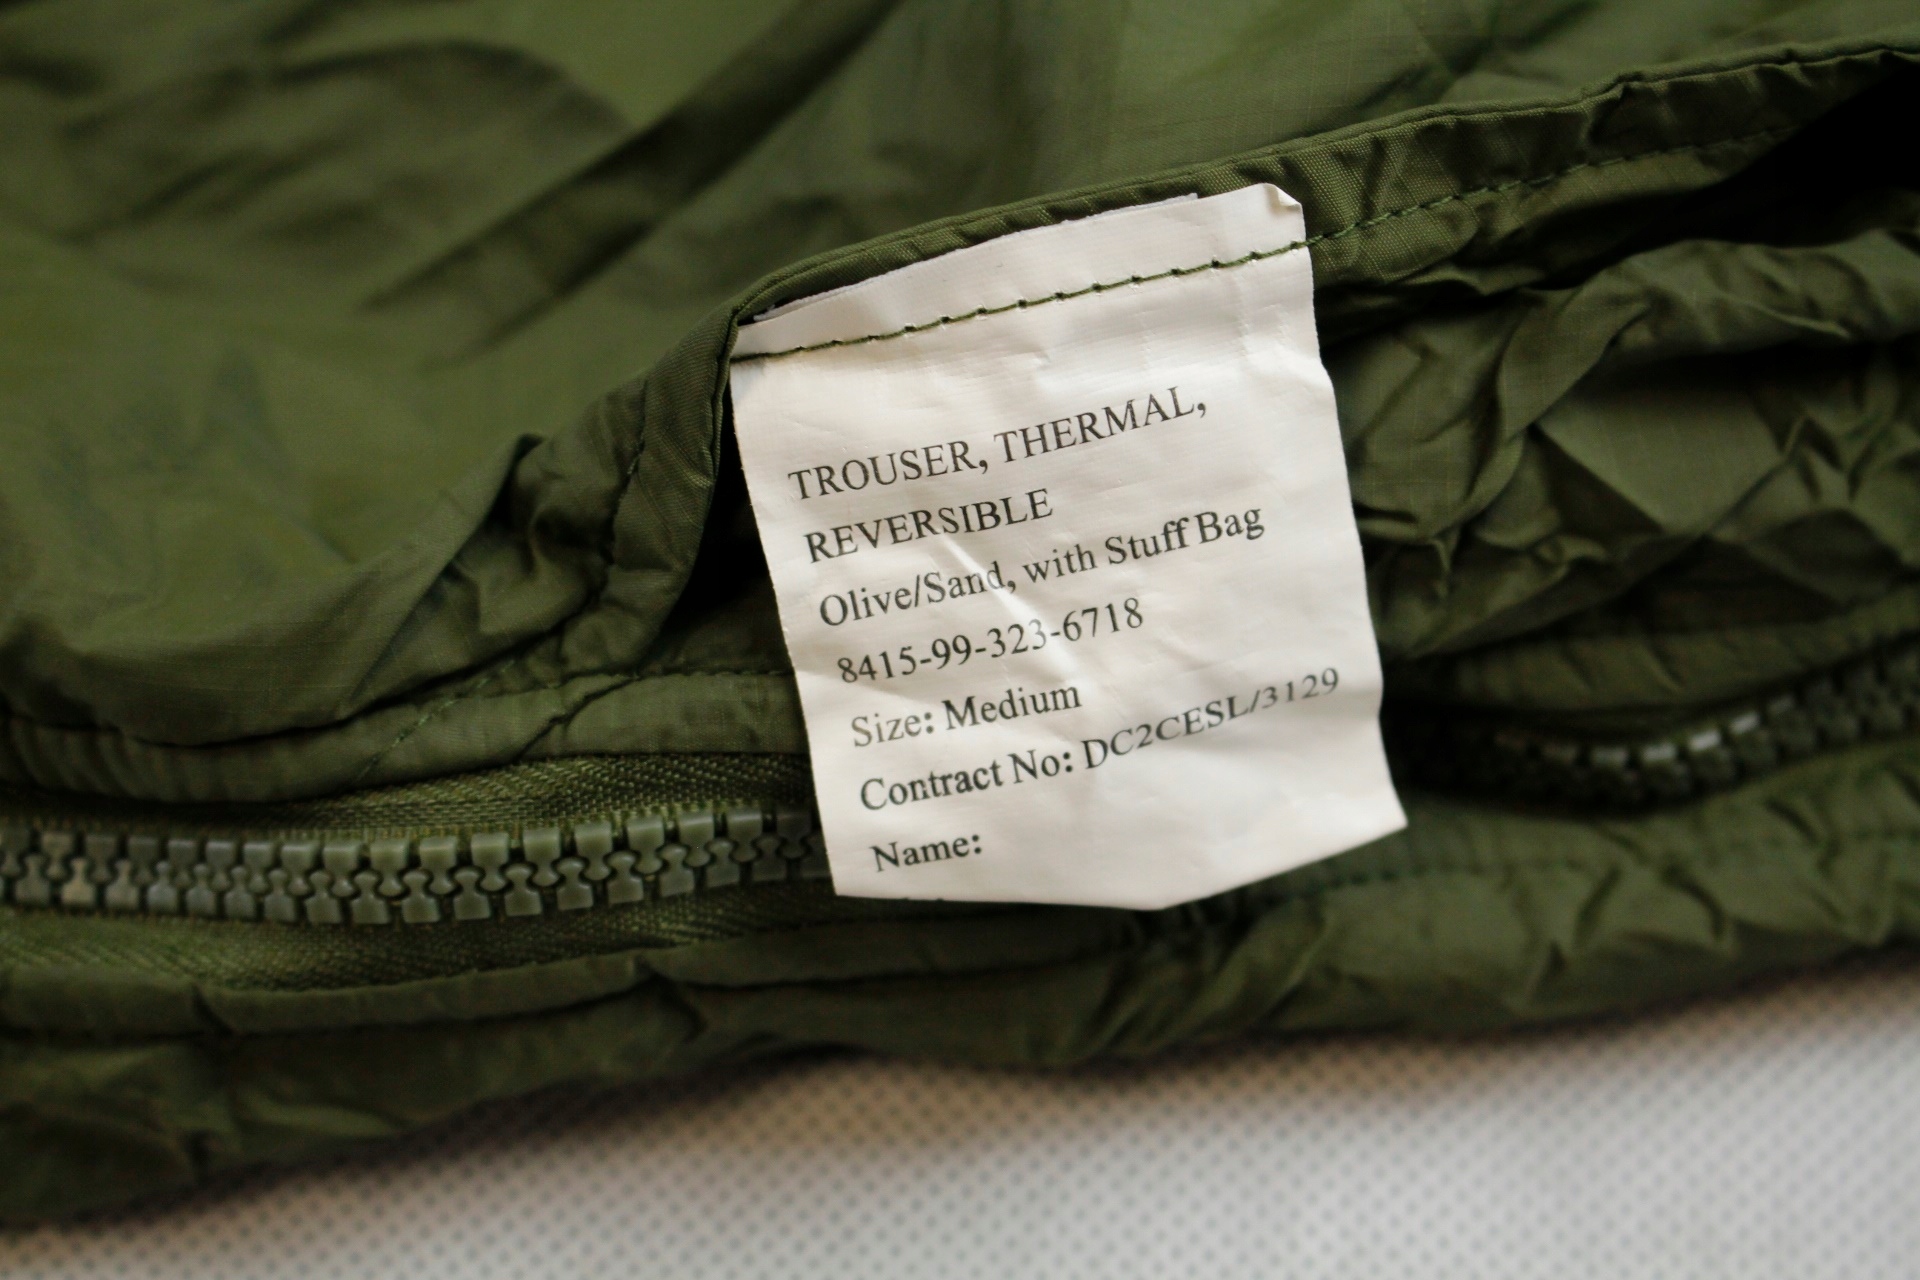 TROUSER, THERMAL,
REVERSIBLE
Olive/Sand, with Stuff Bag
8415-99-323-6718
Size: Medium
Contract No: DC2CESL/3129
Name: